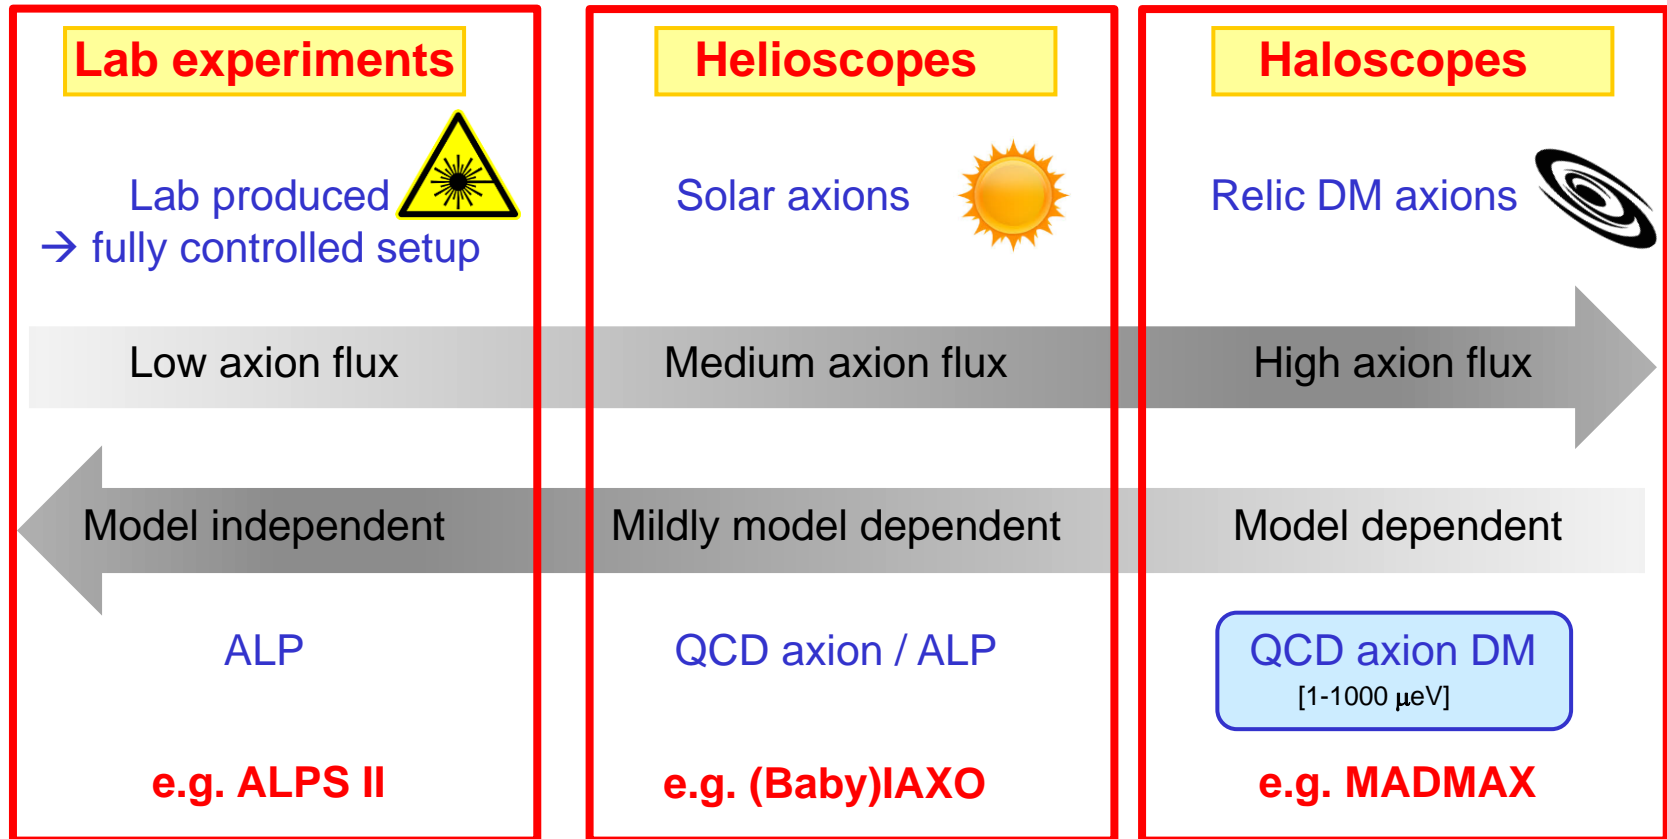 Lab experiments
Lab produced
→ fully controlled setup
Low axion flux
Model independent
ALP
e.g. ALPS II
Helioscopes
Solar axions
Medium axion flux
Mildly model dependent
QCD axion / ALP
e.g. (Baby)IAXO
Haloscopes
Relic DM axions
High axion flux
Model dependent
QCD axion DM
[1-1000 μeV]
e.g. MADMAX